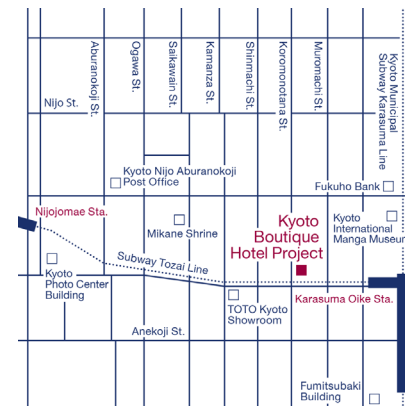 Aburanokoji St.
Ogawa St.
Saikawain St.
Kamanza St.
Shinmachi St.
Koromonotana St.
Muromachi St.
Kyoto Municipal
Subway Karasuma Line
Nijo St.
Kyoto Nijo Aburanokoji
Post Office
Fukuho Bank
Nijojomae Sta.
Mikane Shrine
Kyoto
Boutique
Hotel Project
Kyoto
International
Manga Museum
Subway Tozai Line
Kyoto
Photo Center
Building
Karasuma Oike Sta.
TOTO Kyoto
Showroom
Anekoji St.
Fumitsubaki
Building